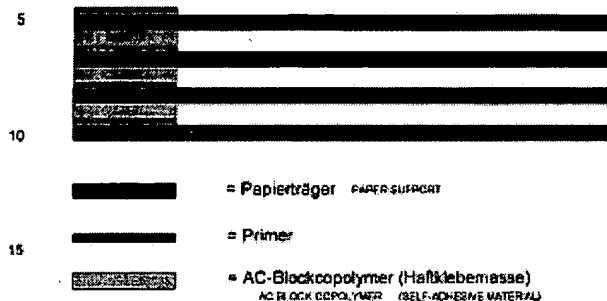 5
10
= Papierträger PAPER SUPPORT
= Primer
15
= AC-Blockcopolymer (Haftklebemasse)
AC BLOCK COPOLYMER (SELF-ADHESIVE MATERIAL)